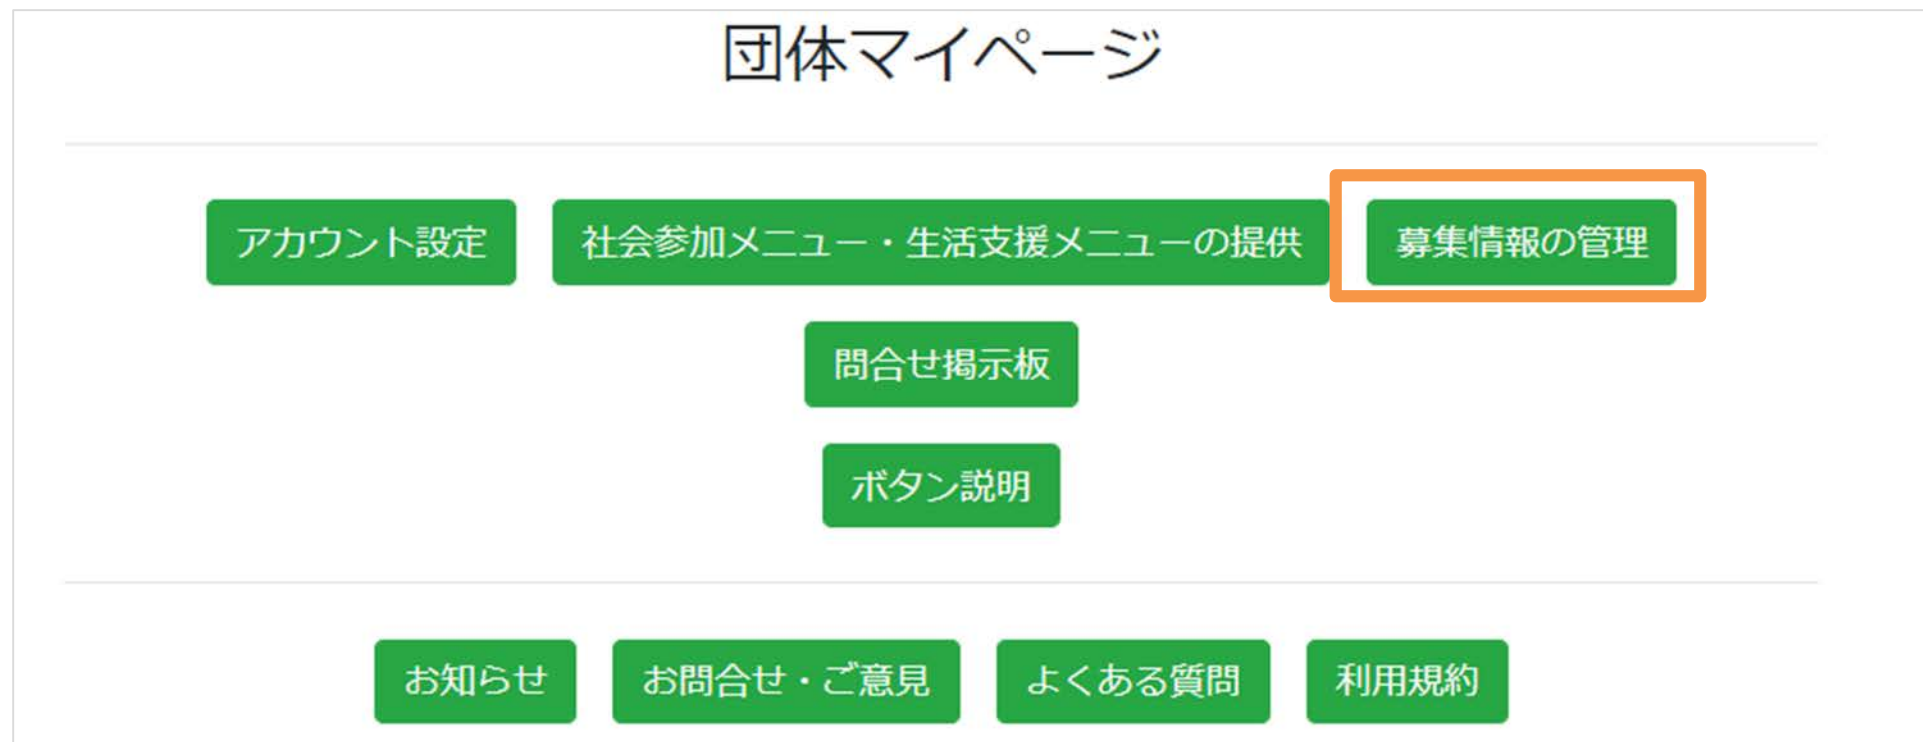 団体マイページ
アカウント設定 社会参加メニュー・生活支援メニューの提供 募集情報の管理
問合せ掲示板
ボタン説明
お知らせ お問合せ・ご意見 よくある質問 利用規約